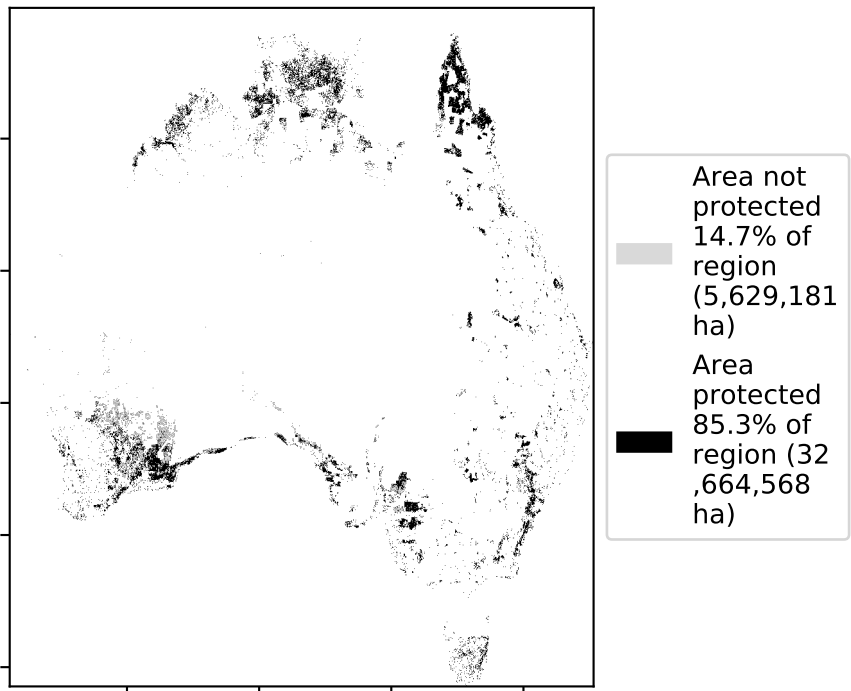 Area not
protected
14.7% of
region
(5,629,181
ha)
Area
protected
85.3% of
region (32
,664,568
ha)